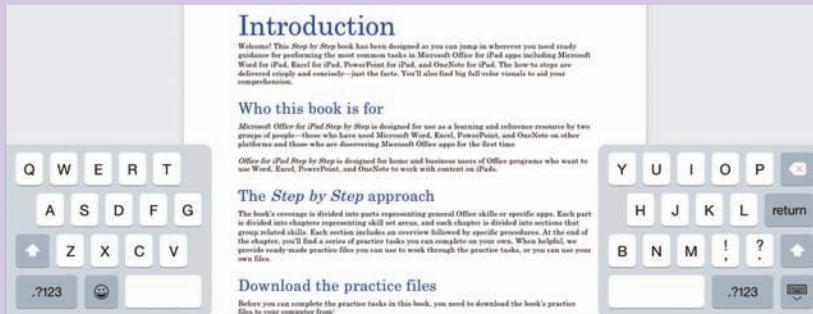 Introduction
Welcome! This Step by Step book has been designed so you can jump in wherever you need ready
guidance for performing the most common tasks in Microsoft Office for iPad apps including Microsoft
Word for iPad, Excel for iPad, PowerPoint for iPad, and OneNote for iPad. The how-to steps are
delivered crisply and concisely—just the facts. You'll also find big full-color visuals to aid your
comprehension.
Who this book is for
Microsoft Office for iPad Step by Step is designed for use as a learning and reference resource by two
groups of people—those who have used Microsoft Word, Excel, PowerPoint, and OneNote on other
platforms and those who are discovering Microsoft Office apps for the first time
Office for iPad Step by Step is designed for home and business users of Office programs who want to
use Word, Excel, PowerPoint, and OneNote to work with content on iPads.
The Step by Step approach
The book's coverage is divided into parts representing general Office skills or specific apps. Each part
is divided into chapters representing skill set areas, and each chapter is divided into sections that
group related skills. Each section includes an overview followed by specific procedures. At the end of
the chapter, you'll find a series of practice tasks you can complete on your own. When helpful, we
provide ready-made practice files you can use to work through the practice tasks, or you can use your
own files.
Download the practice files
Before you can complete the practice tasks in this book, you need to download the book's practice
files to your computer from!
Q W E R T
A S D F G
Z X C V
.?123
Y U I O P
H J K L return
B N M ! , ? .
.?123